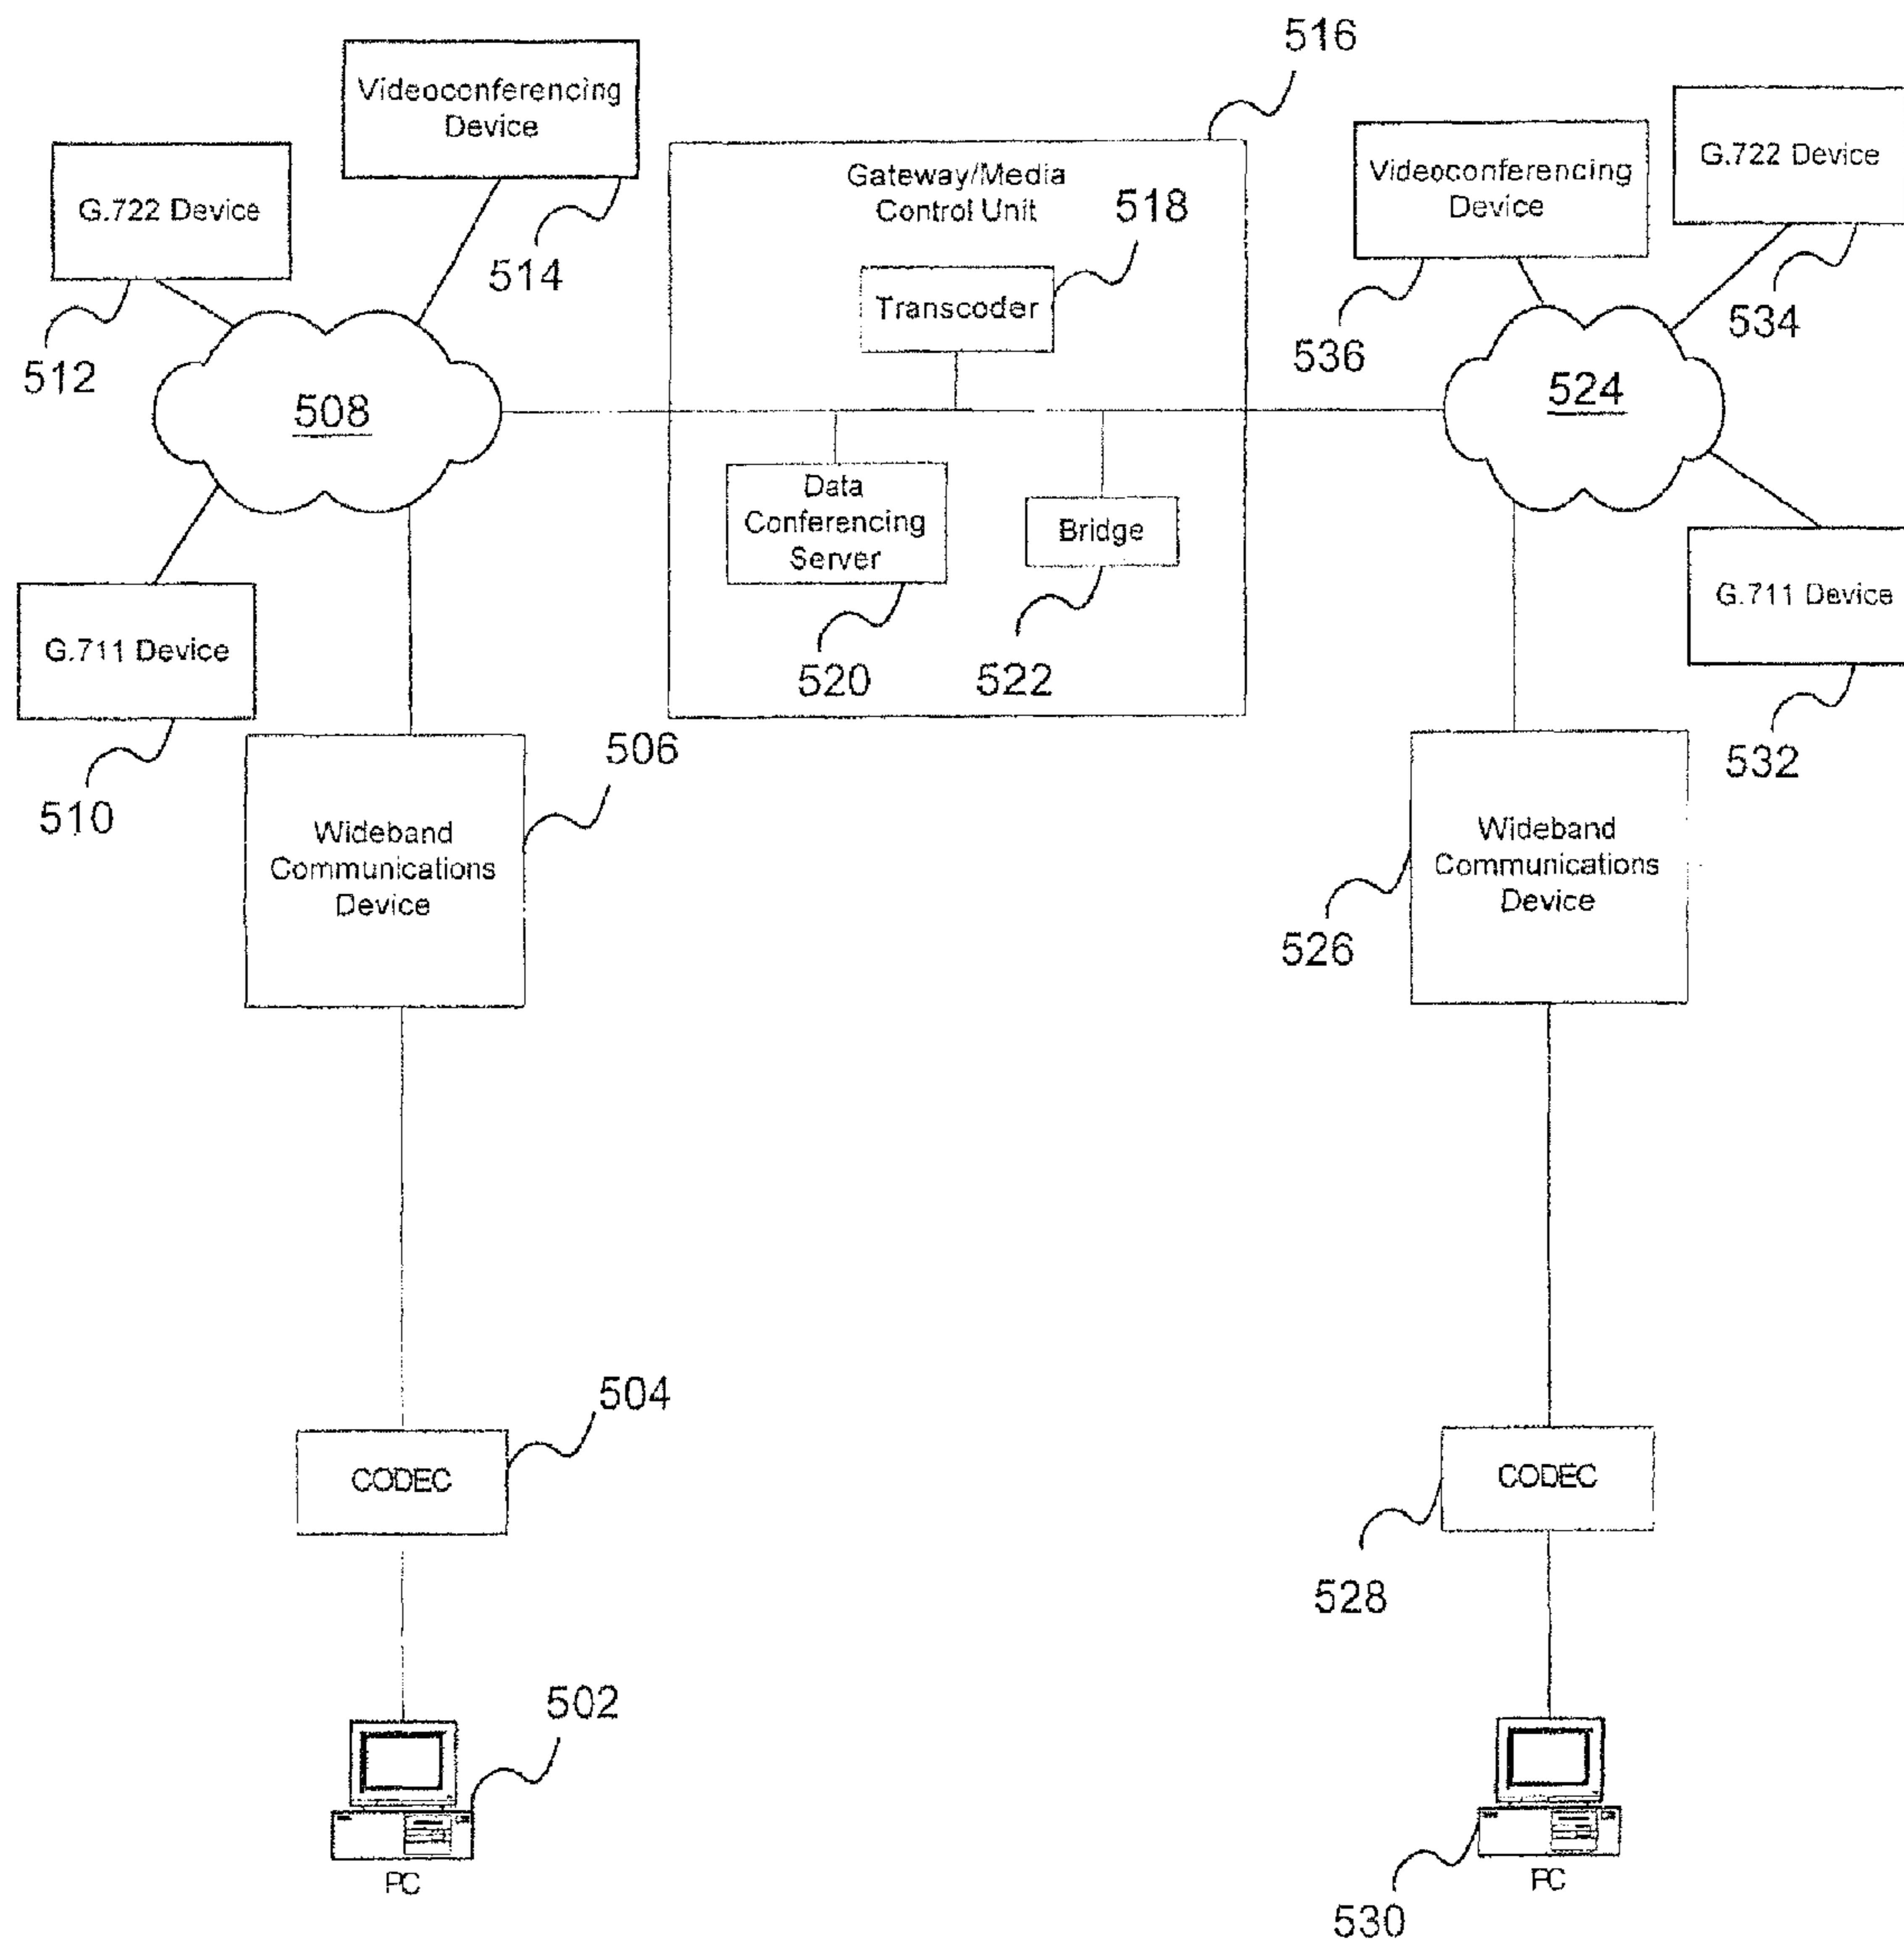 516
Videoconferencing
Device
G.722 Device
514
512
Gateway/Media
Control Unit
518
Transcoder
Videoconferencing
Device
G.722 Device
534
536
508
524
Data
Conferencing
Server
Bridge
520
522
G.711 Device
510
G.711 Device
532
506
Wideband
Communications
Device
Wideband
Communications
Device
526
504
CODEC
CODEC
528
502
PC
PC
530